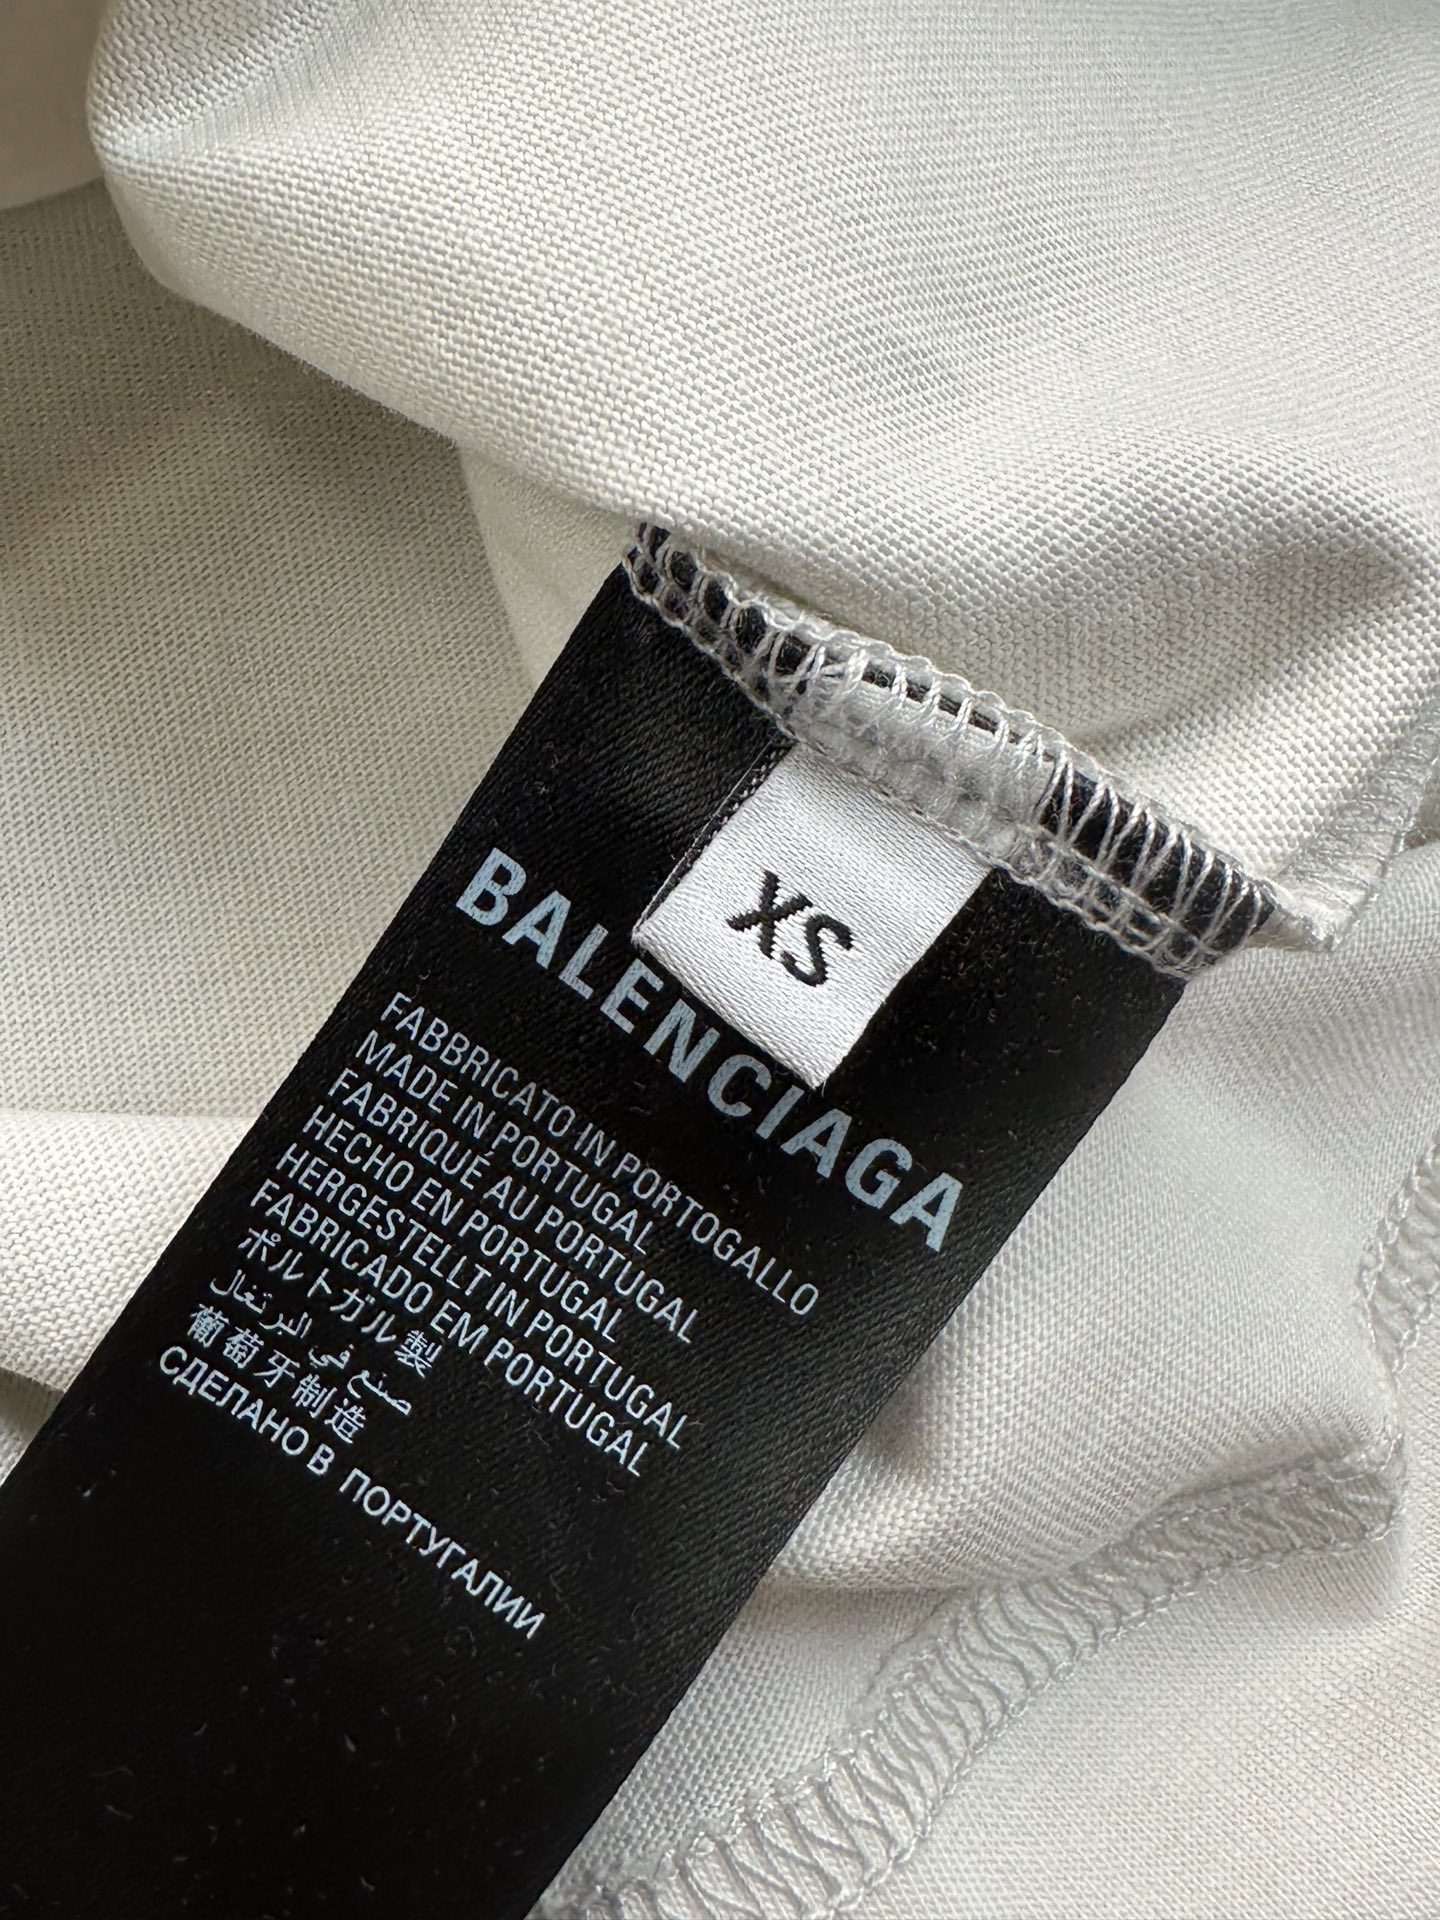 XS
BALENCIAGA
FABBRICATO IN PORTOGALLO
MADE IN PORTUGAL
FABRIQUÉ AU PORTUGAL
HECHO EN PORTUGAL
HERGESTELLT IN PORTUGAL
FABRICADO EM PORTUGAL
ポルトガル製
صنع في البرتغال
葡萄牙制造
СДЕЛАНО В ПОРТУГАЛИИ